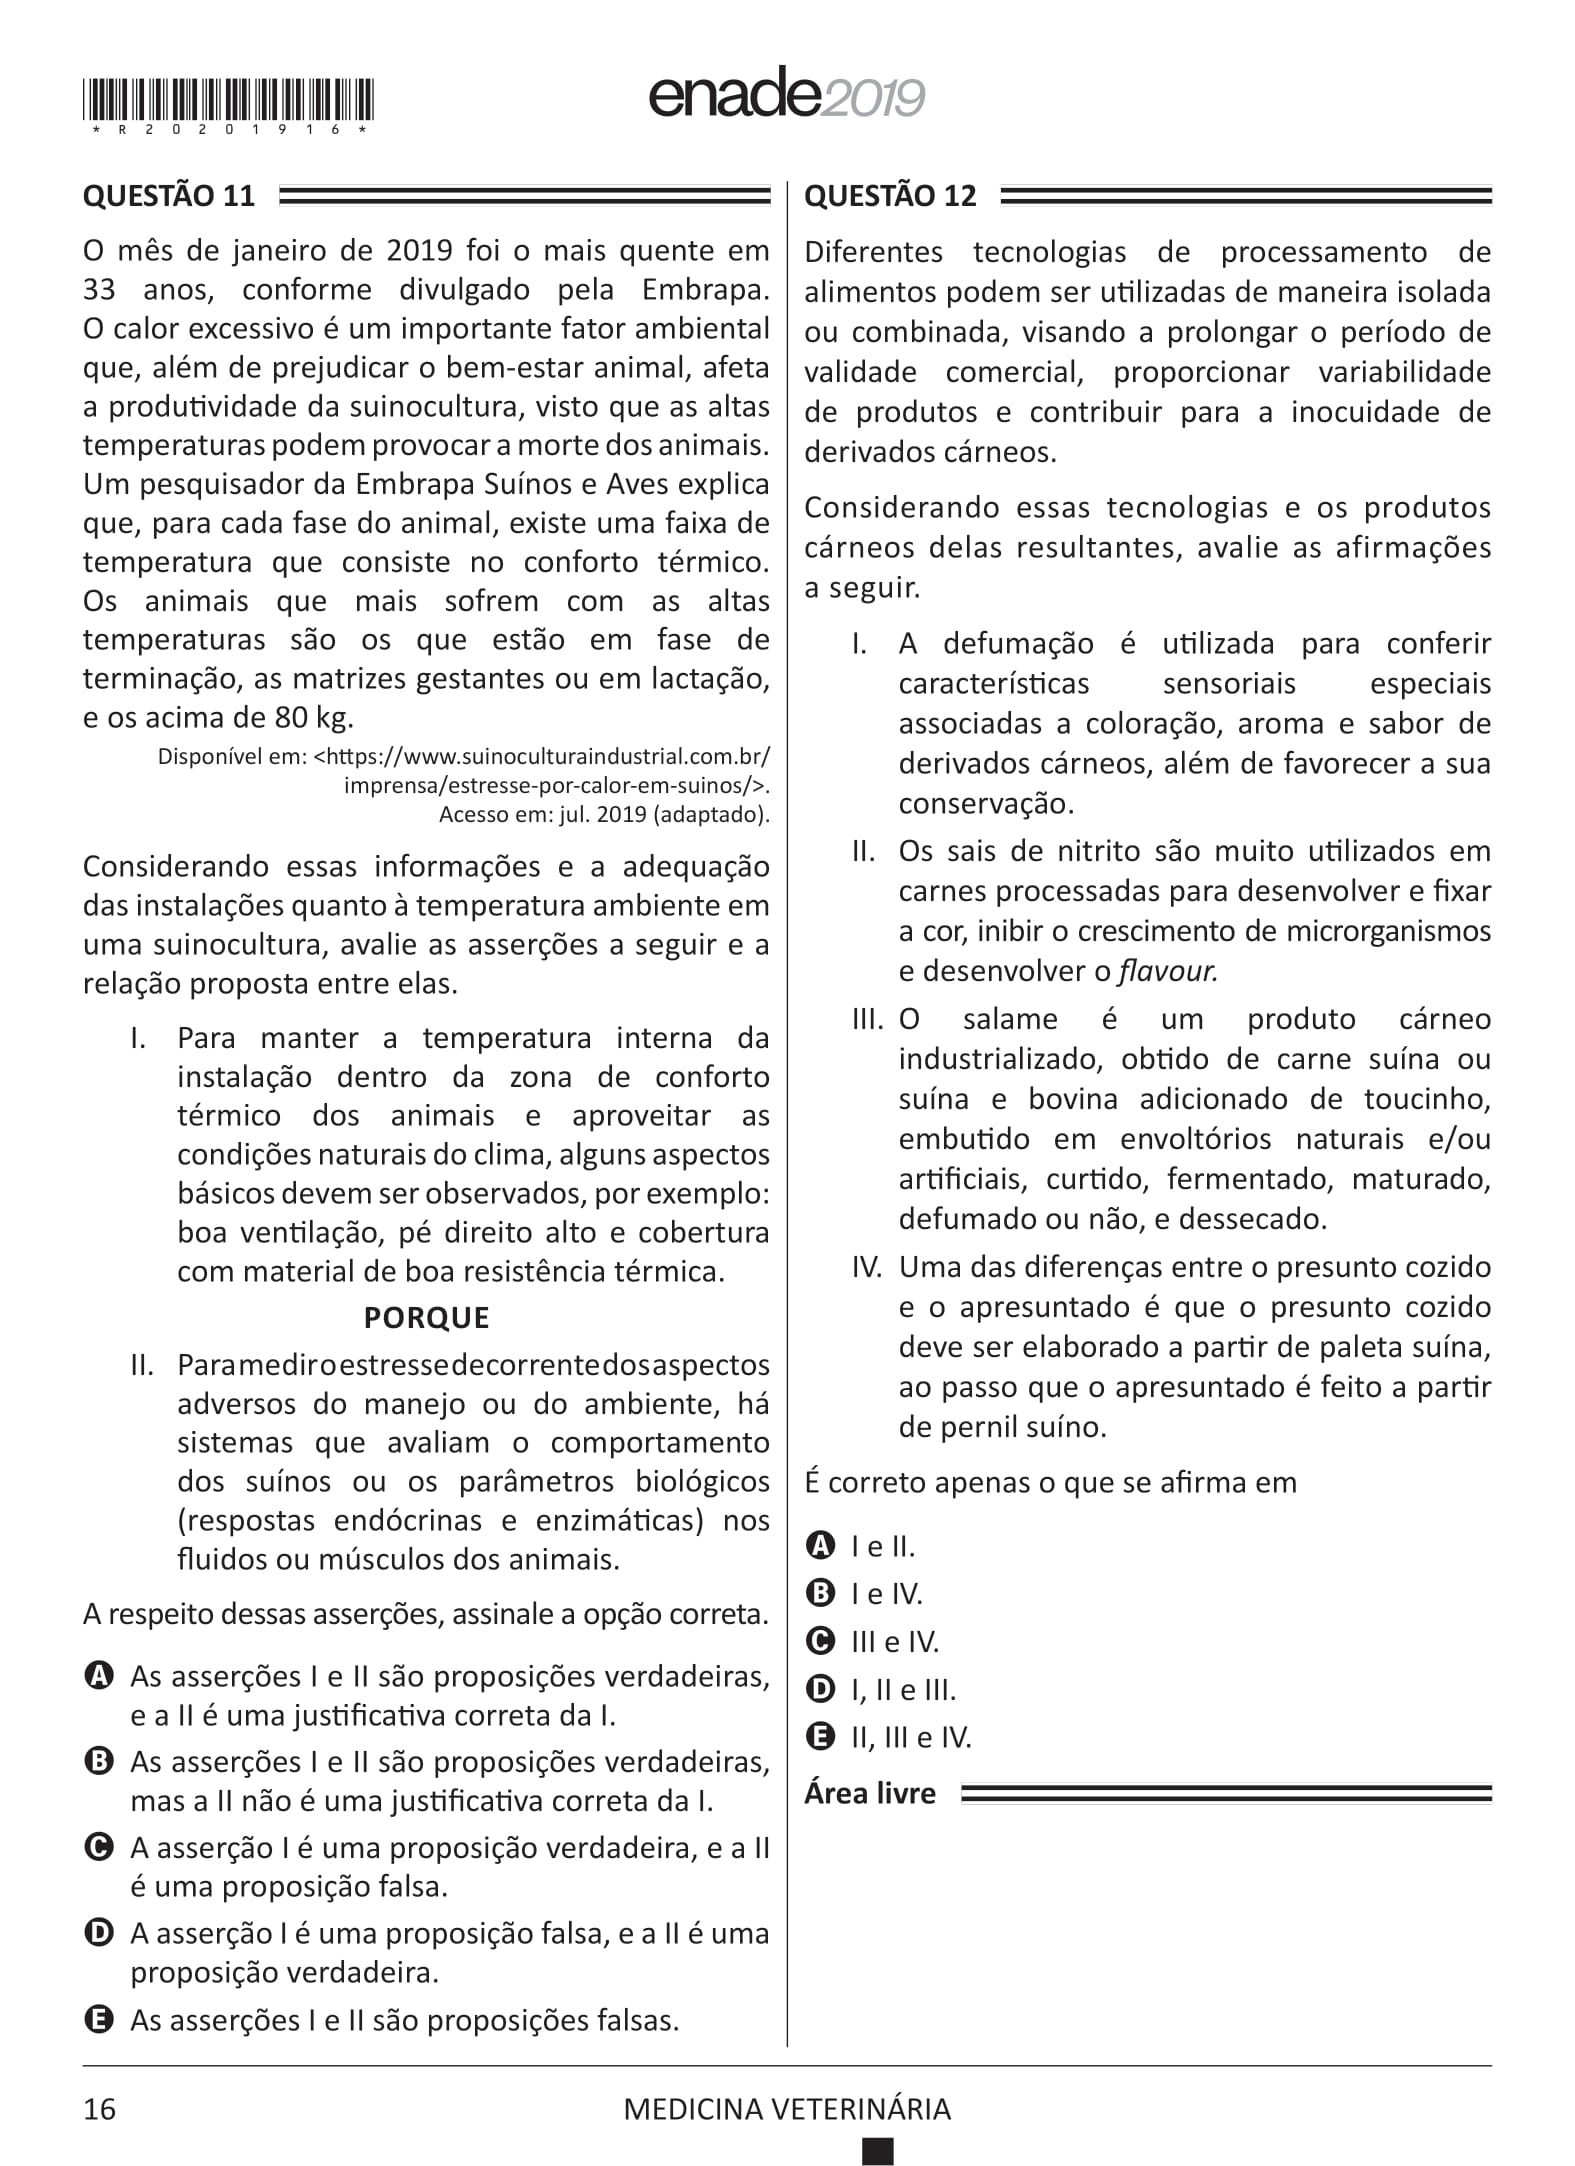 *R20201916*
enade2019
QUESTÃO 11
O mês de janeiro de 2019 foi o mais quente em
33 anos, conforme divulgado pela Embrapa.
O calor excessivo é um importante fator ambiental
que, além de prejudicar o bem-estar animal, afeta
a produtividade da suinocultura, visto que as altas
temperaturas podem provocar a morte dos animais.
Um pesquisador da Embrapa Suínos e Aves explica
que, para cada fase do animal, existe uma faixa de
temperatura que consiste no conforto térmico.
Os animais que mais sofrem com as altas
temperaturas são os que estão em fase de
terminação, as matrizes gestantes ou em lactação,
e os acima de 80 kg.
Disponível em: <https://www.suinoculturaindustrial.com.br/
imprensa/estresse-por-calor-em-suinos/>.
Acesso em: jul. 2019 (adaptado).
Considerando essas informações e a adequação
das instalações quanto à temperatura ambiente em
uma suinocultura, avalie as asserções a seguir e a
relação proposta entre elas.
I. Para manter a temperatura interna da
instalação dentro da zona de conforto
térmico dos animais e aproveitar as
condições naturais do clima, alguns aspectos
básicos devem ser observados, por exemplo:
boa ventilação, pé direito alto e cobertura
com material de boa resistência térmica.
PORQUE
II. Para medir o estresse decorrente dos aspectos
adversos do manejo ou do ambiente, há
sistemas que avaliam o comportamento
dos suínos ou os parâmetros biológicos
(respostas endócrinas e enzimáticas) nos
fluidos ou músculos dos animais.
A respeito dessas asserções, assinale a opção correta.
A As asserções I e II são proposições verdadeiras,
e a II é uma justificativa correta da I.
B As asserções I e II são proposições verdadeiras,
mas a II não é uma justificativa correta da I.
C A asserção I é uma proposição verdadeira, e a II
é uma proposição falsa.
D A asserção I é uma proposição falsa, e a II é uma
proposição verdadeira.
E As asserções I e II são proposições falsas.
QUESTÃO 12
Diferentes tecnologias de processamento de
alimentos podem ser utilizadas de maneira isolada
ou combinada, visando a prolongar o período de
validade comercial, proporcionar variabilidade
de produtos e contribuir para a inocuidade de
derivados cárneos.
Considerando essas tecnologias e os produtos
cárneos delas resultantes, avalie as afirmações
a seguir.
I. A defumação é utilizada para conferir
características sensoriais especiais
associadas a coloração, aroma e sabor de
derivados cárneos, além de favorecer a sua
conservação.
II. Os sais de nitrito são muito utilizados em
carnes processadas para desenvolver e fixar
a cor, inibir o crescimento de microrganismos
e desenvolver o flavour.
III. O salame é um produto cárneo
industrializado, obtido de carne suína ou
suína e bovina adicionado de toucinho,
embutido em envoltórios naturais e/ou
artificiais, curtido, fermentado, maturado,
defumado ou não, e dessecado.
IV. Uma das diferenças entre o presunto cozido
e o apresuntado é que o presunto cozido
deve ser elaborado a partir de paleta suína,
ao passo que o apresuntado é feito a partir
de pernil suíno.
É correto apenas o que se afirma em
A I e II.
B I e IV.
C III e IV.
D I, II e III.
E II, III e IV.
Área livre
16
MEDICINA VETERINÁRIA